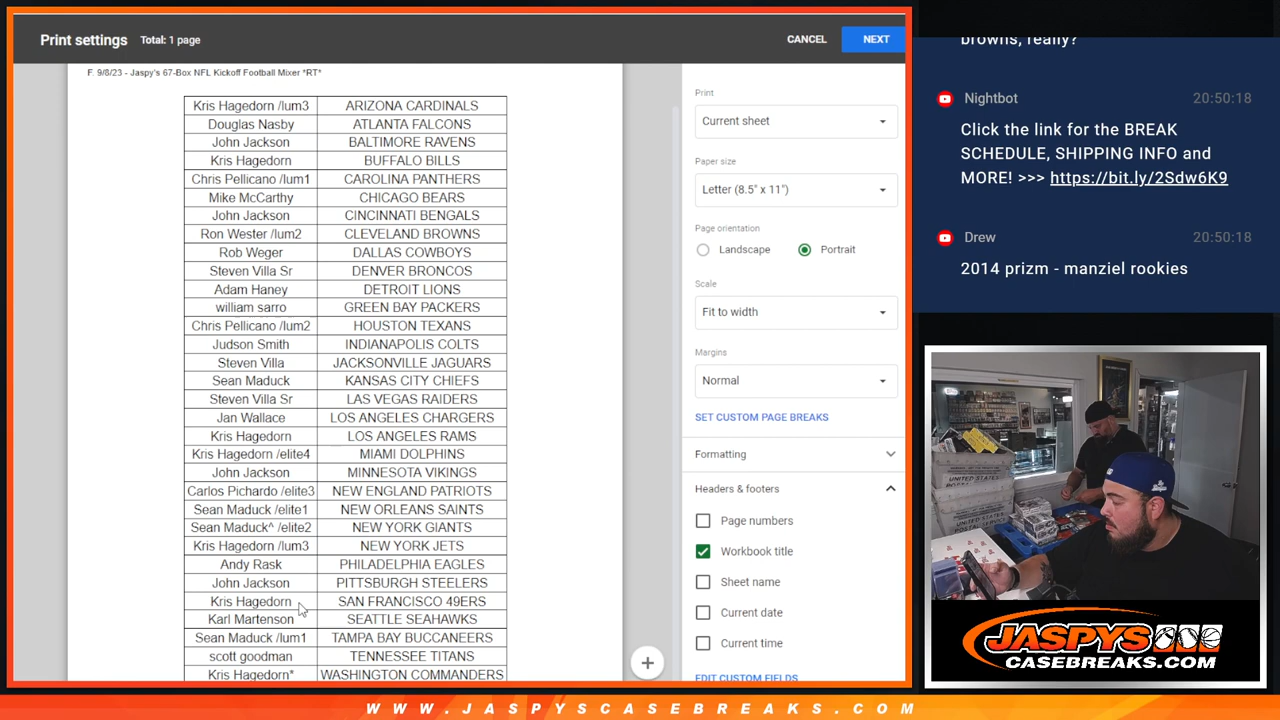 Print settings Total: 1 page CANCEL NEXT
F. 9/8/23 - Jaspy's 67-Box NFL Kickoff Football Mixer *RT*
Kris Hagedorn /lum3 ARIZONA CARDINALS
Douglas Nasby ATLANTA FALCONS
John Jackson BALTIMORE RAVENS
Kris Hagedorn BUFFALO BILLS
Chris Pellicano /lum1 CAROLINA PANTHERS
Mike McCarthy CHICAGO BEARS
John Jackson CINCINNATI BENGALS
Ron Wester /lum2 CLEVELAND BROWNS
Rob Weger DALLAS COWBOYS
Steven Villa Sr DENVER BRONCOS
Adam Haney DETROIT LIONS
william sarro GREEN BAY PACKERS
Chris Pellicano /lum2 HOUSTON TEXANS
Judson Smith INDIANAPOLIS COLTS
Steven Villa JACKSONVILLE JAGUARS
Sean Maduck KANSAS CITY CHIEFS
Steven Villa Sr LAS VEGAS RAIDERS
Jan Wallace LOS ANGELES CHARGERS
Kris Hagedorn LOS ANGELES RAMS
Kris Hagedorn /elite4 MIAMI DOLPHINS
John Jackson MINNESOTA VIKINGS
Carlos Pichardo /elite3 NEW ENGLAND PATRIOTS
Sean Maduck /elite1 NEW ORLEANS SAINTS
Sean Maduck^ /elite2 NEW YORK GIANTS
Kris Hagedorn /lum3 NEW YORK JETS
Andy Rask PHILADELPHIA EAGLES
John Jackson PITTSBURGH STEELERS
Kris Hagedorn SAN FRANCISCO 49ERS
Karl Martenson SEATTLE SEAHAWKS
Sean Maduck /lum1 TAMPA BAY BUCCANEERS
scott goodman TENNESSEE TITANS
Kris Hagedorn* WASHINGTON COMMANDERS
Print
Current sheet
Paper size
Letter (8.5" x 11")
Page orientation
Landscape Portrait
Scale
Fit to width
Margins
Normal
SET CUSTOM PAGE BREAKS
Formatting
Headers & footers
Page numbers
Workbook title
Sheet name
Current date
Current time
EDIT CUSTOM FIELDS
browns, really?
Nightbot 20:50:18
Click the link for the BREAK
SCHEDULE, SHIPPING INFO and
MORE! >>> https://bit.ly/2Sdw6K9
Drew 20:50:18
2014 prizm - manziel rookies
UNITED STATES
JASPYS
CASEBREAKS.COM
WWW.JASPYSCASEBREAKS.COM